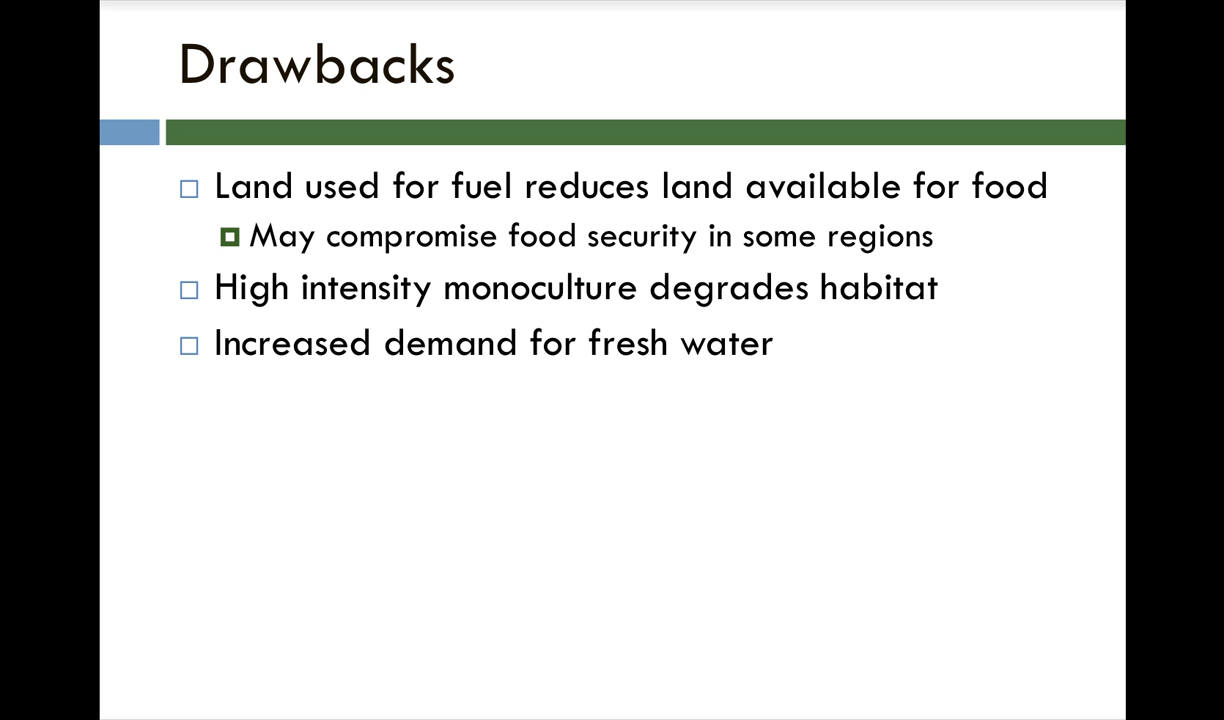 Drawbacks
Land used for fuel reduces land available for food
May compromise food security in some regions
High intensity monoculture degrades habitat
Increased demand for fresh water